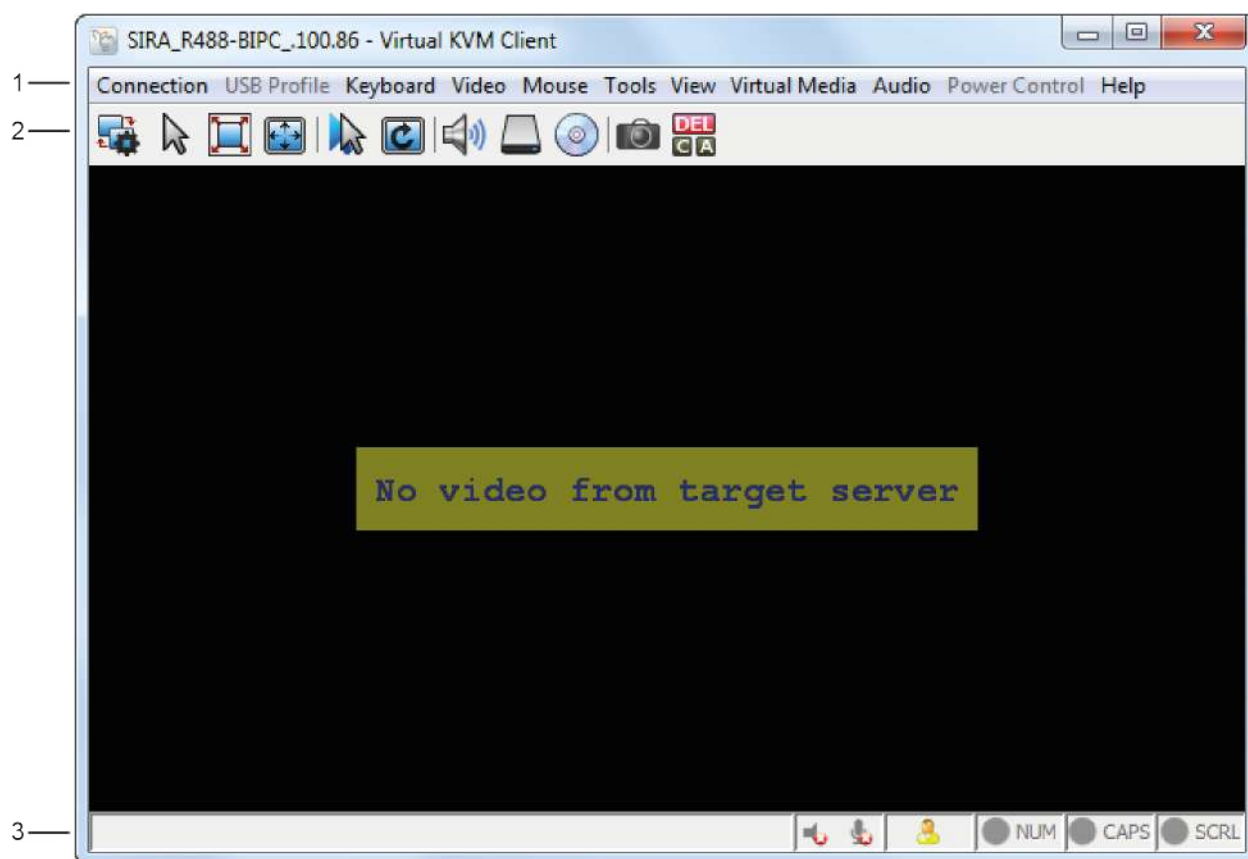 SIRA_R488-BIPC_.100.86 - Virtual KVM Client
1
Connection USB Profile Keyboard Video Mouse Tools View Virtual Media Audio Power Control Help
2
DEL
C A
No video from target server
3
NUM CAPS SCRL